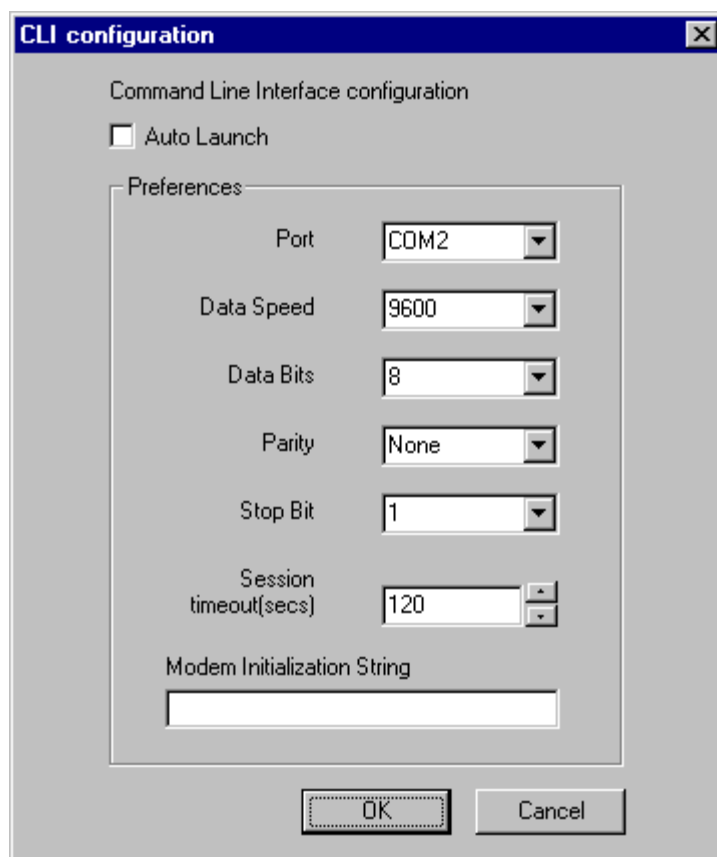 CLI configuration
Command Line Interface configuration
Auto Launch
Preferences
Port COM2
Data Speed 9600
Data Bits 8
Parity None
Stop Bit 1
Session
timeout(secs) 120
Modem Initialization String
OK Cancel